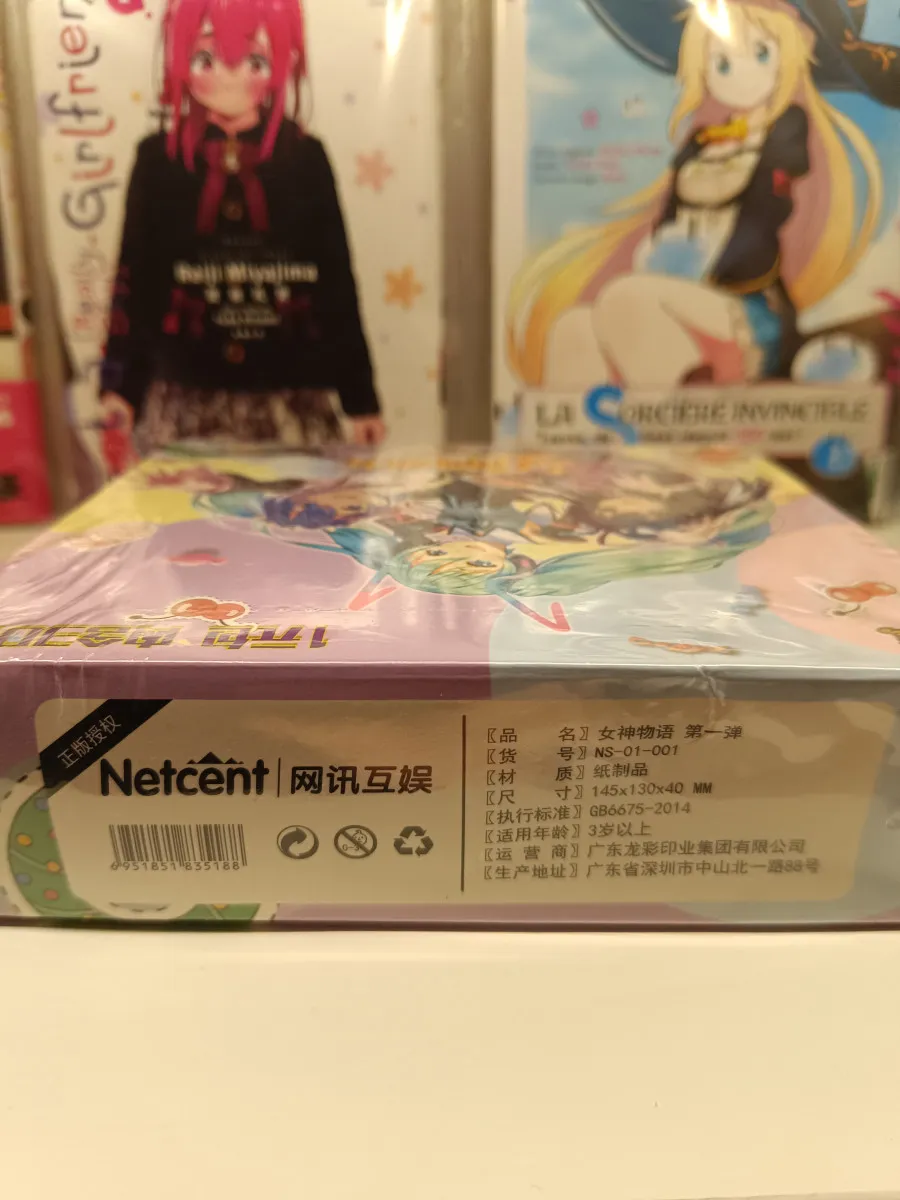 Girlfriend
Really
Reiji Miyajima
LA SORCIÈRE INVINCIBLE
正版授权
Netcent 网讯互娱
6951851835188
0-3
〖品 名〗女神物语 第一弹
〖货 号〗NS-01-001
〖材 质〗纸制品
〖尺 寸〗145x130x40 MM
〖执行标准〗GB6675-2014
〖适用年龄〗3岁以上
〖运 营 商〗广东龙彩印业集团有限公司
〖生产地址〗广东省深圳市中山北一路88号